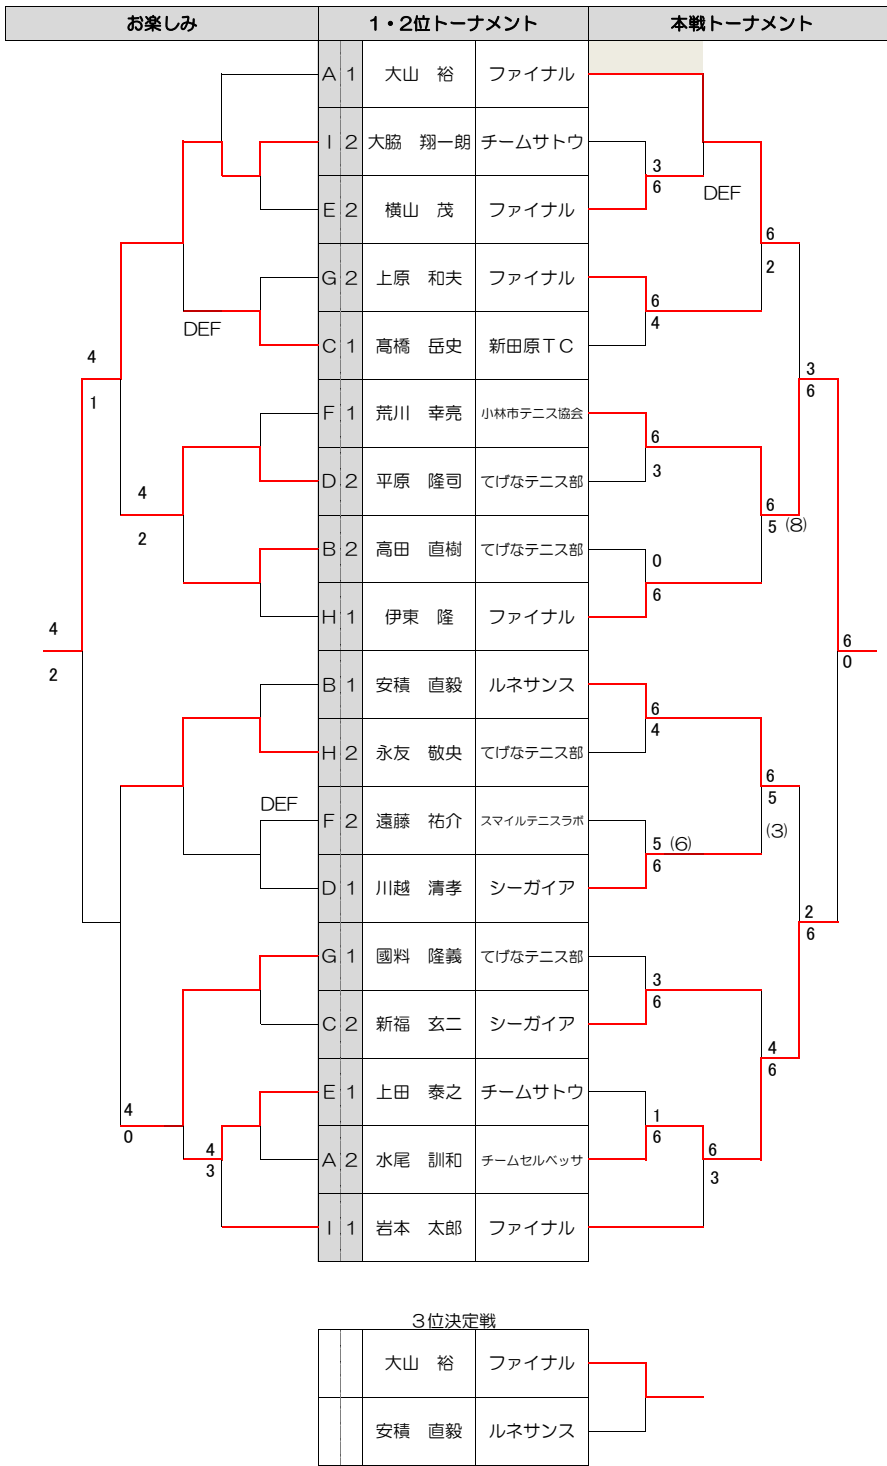 お楽しみ 1・2位トーナメント 本戦トーナメント
A 1 大山 裕 ファイナル
I 2 大脇 翔一朗 チームサトウ
3
6
DEF
E 2 横山 茂 ファイナル
6
2
G 2 上原 和夫 ファイナル
6
4
DEF
C 1 髙橋 岳史 新田原TC
4
1
3
6
F 1 荒川 幸亮 小林市テニス協会
6
3
D 2 平原 隆司 てげなテニス部
4
2
6
5 (8)
B 2 高田 直樹 てげなテニス部
0
6
H 1 伊東 隆 ファイナル
4
2
6
0
B 1 安積 直毅 ルネサンス
6
4
H 2 永友 敬央 てげなテニス部
6
5
(3)
DEF
F 2 遠藤 祐介 スマイルテニスラボ
5 (6)
6
D 1 川越 清孝 シーガイア
2
6
G 1 國料 隆義 てげなテニス部
3
6
C 2 新福 玄二 シーガイア
4
6
E 1 上田 泰之 チームサトウ
4
0
1
6
A 2 水尾 訓和 チームセルベッサ
4
3
6
3
I 1 岩本 太郎 ファイナル
3位決定戦
大山 裕 ファイナル
安積 直毅 ルネサンス